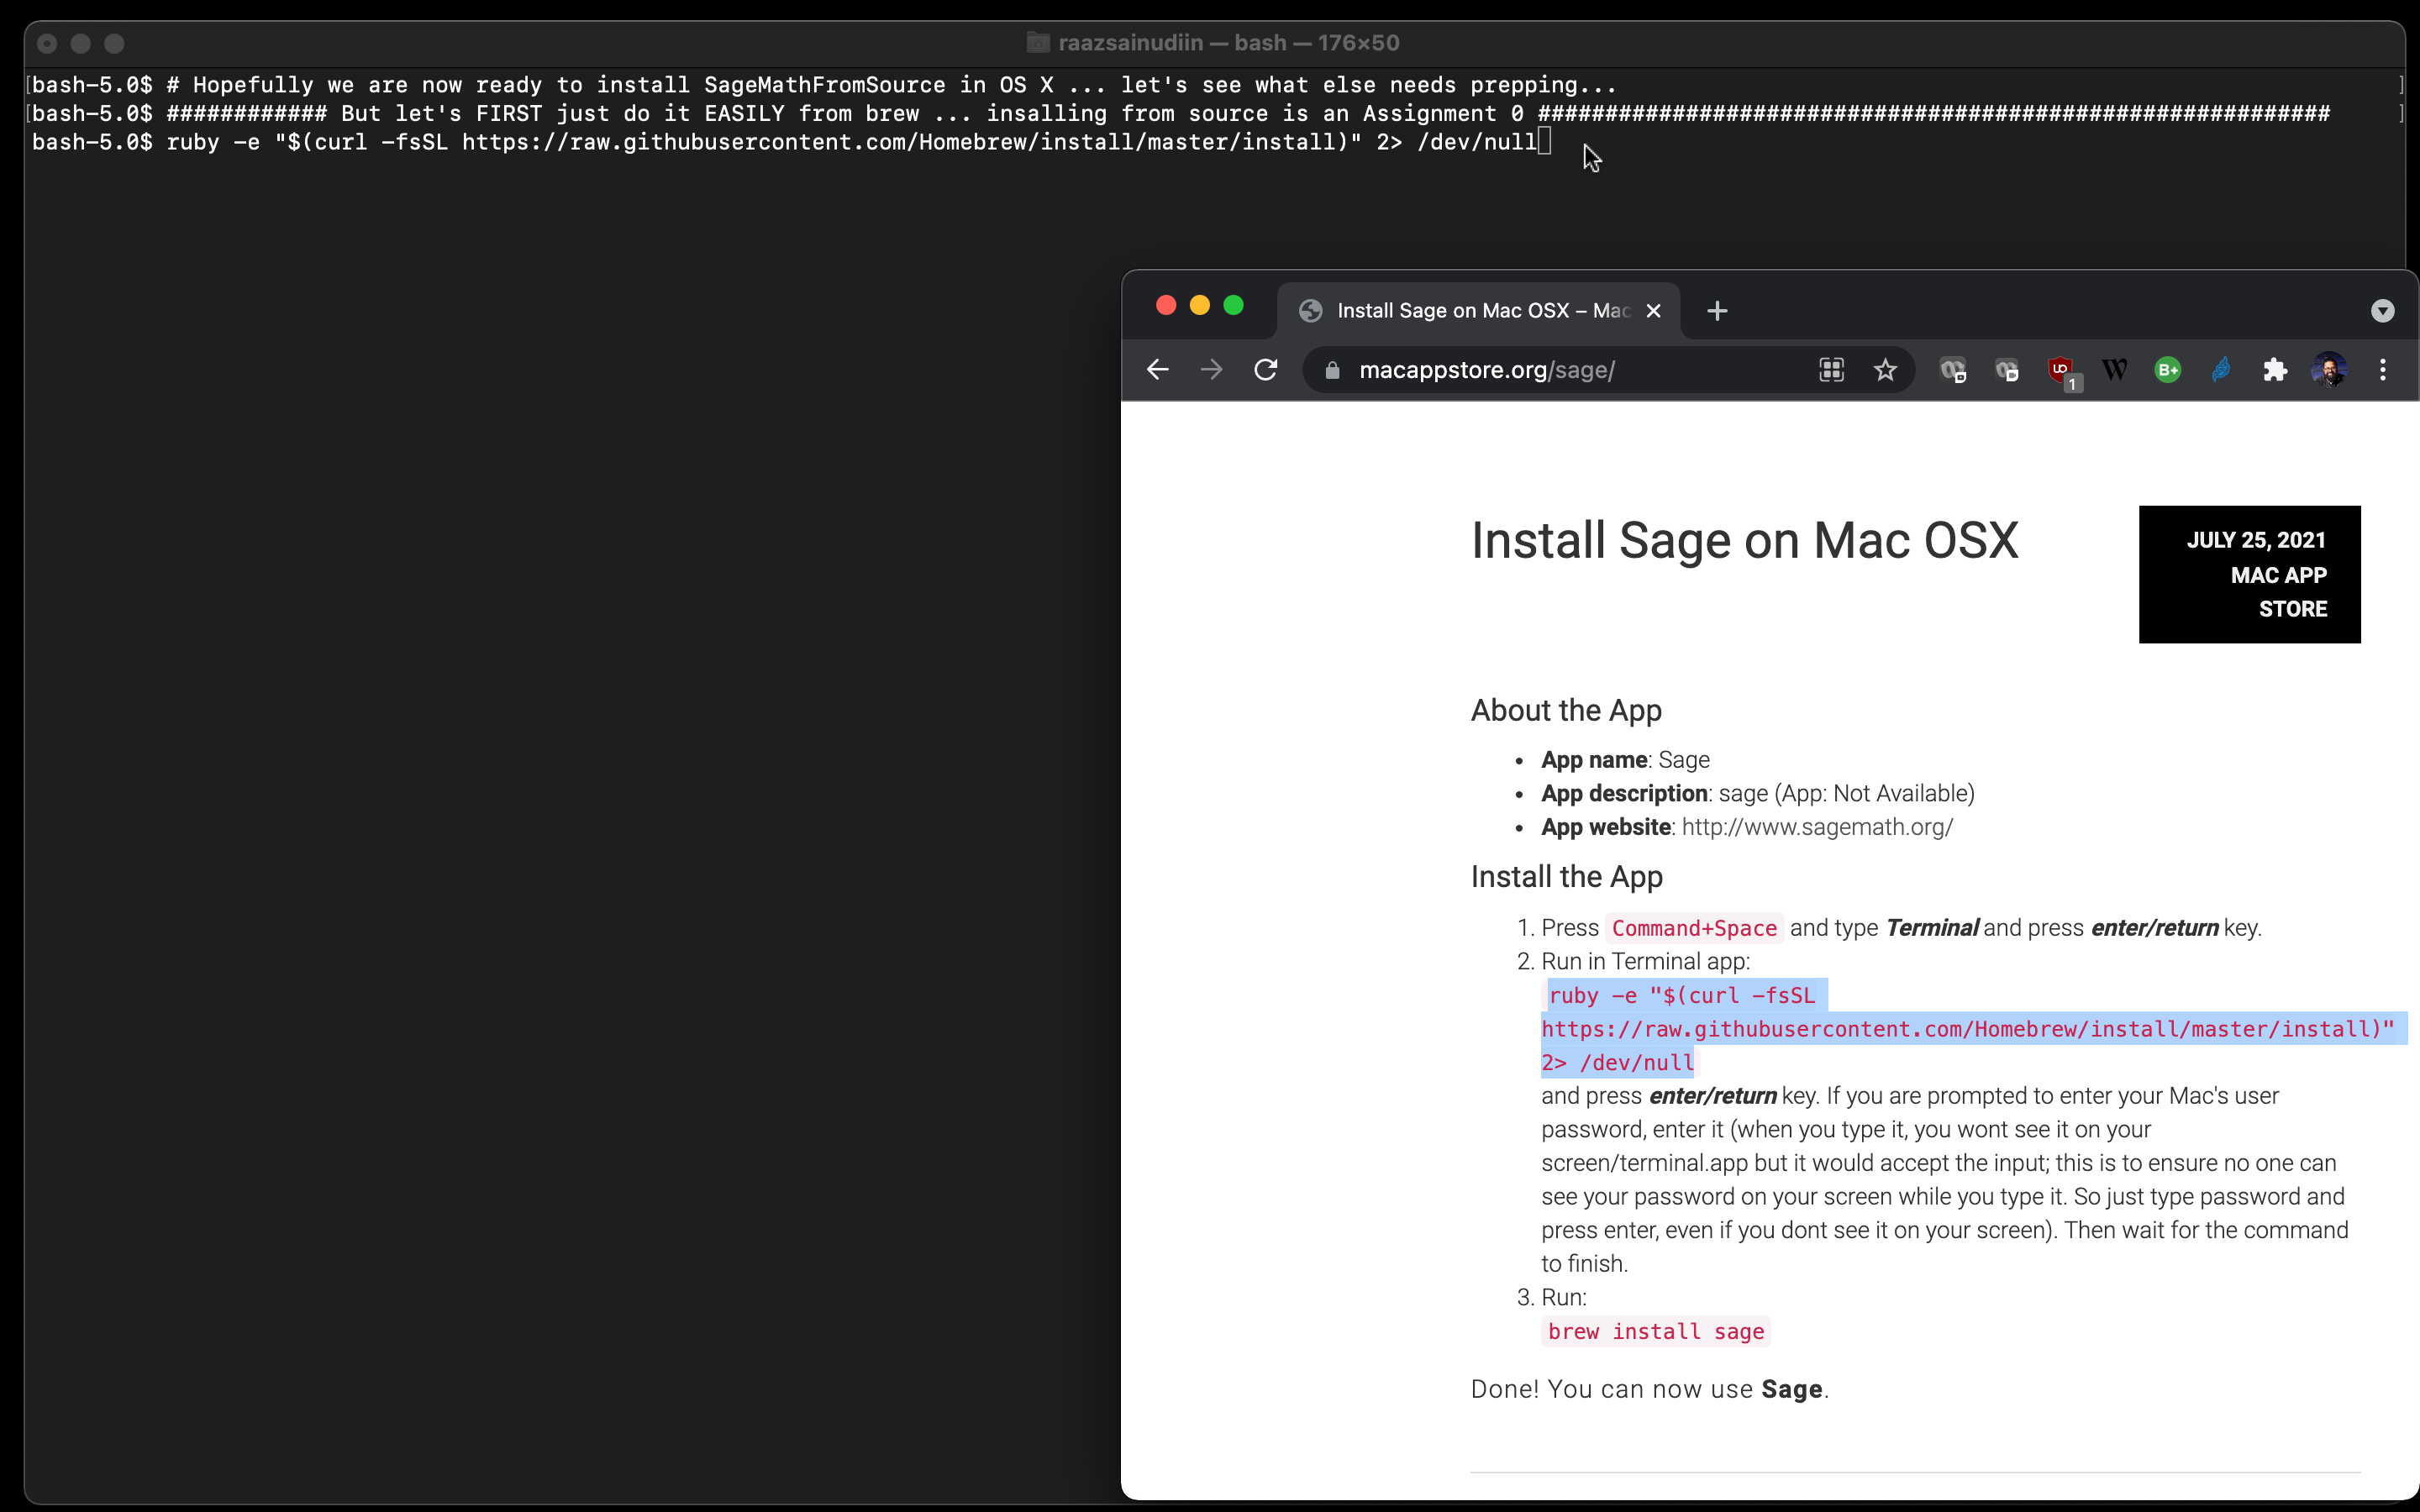 raazsainudiin — bash — 176×50
bash-5.0$ # Hopefully we are now ready to install SageMathFromSource in OS X ... let's see what else needs prepping...
bash-5.0$ ############ But let's FIRST just do it EASILY from brew ... insalling from source is an Assignment 0 ###########################################################
bash-5.0$ ruby -e "$(curl -fsSL https://raw.githubusercontent.com/Homebrew/install/master/install)" 2> /dev/null
Install Sage on Mac OSX – Mac
macappstore.org/sage/
1
W
B+
Install Sage on Mac OSX
JULY 25, 2021
MAC APP
STORE
About the App
• App name: Sage
• App description: sage (App: Not Available)
• App website: http://www.sagemath.org/
Install the App
1. Press Command+Space and type Terminal and press enter/return key.
2. Run in Terminal app:
ruby -e "$(curl -fsSL
https://raw.githubusercontent.com/Homebrew/install/master/install)"
2> /dev/null
and press enter/return key. If you are prompted to enter your Mac's user
password, enter it (when you type it, you wont see it on your
screen/terminal.app but it would accept the input; this is to ensure no one can
see your password on your screen while you type it. So just type password and
press enter, even if you dont see it on your screen). Then wait for the command
to finish.
3. Run:
brew install sage
Done! You can now use Sage.